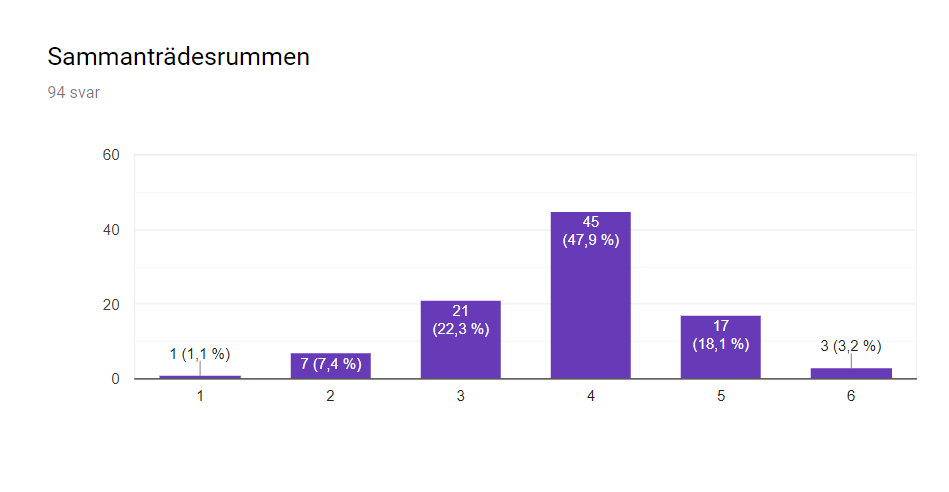 Sammanträdesrummen
94 svar
60
40
20
0
1 (1,1 %)
7 (7,4 %)
21
(22,3 %)
45
(47,9 %)
17
(18,1 %)
3 (3,2 %)
1 2 3 4 5 6